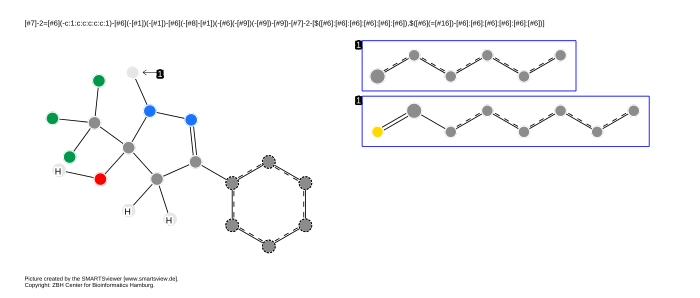 [#7]-2=[#6](-c:1:c:c:c:c:c:1)-[#6](-[#1])(-[#1])-[#6](-[#8]-[#1])(-[#6](-[#9])(-[#9])-[#9])-[#7]-2-[$([#6]:[#6]:[#6]:[#6]:[#6]:[#6]),$([#6](=[#16])-[#6]:[#6]:[#6]:[#6]:[#6]:[#6])]
1
1
1
H
H
H
Picture created by the SMARTSviewer [www.smartsview.de].
Copyright: ZBH Center for Bioinformatics Hamburg.